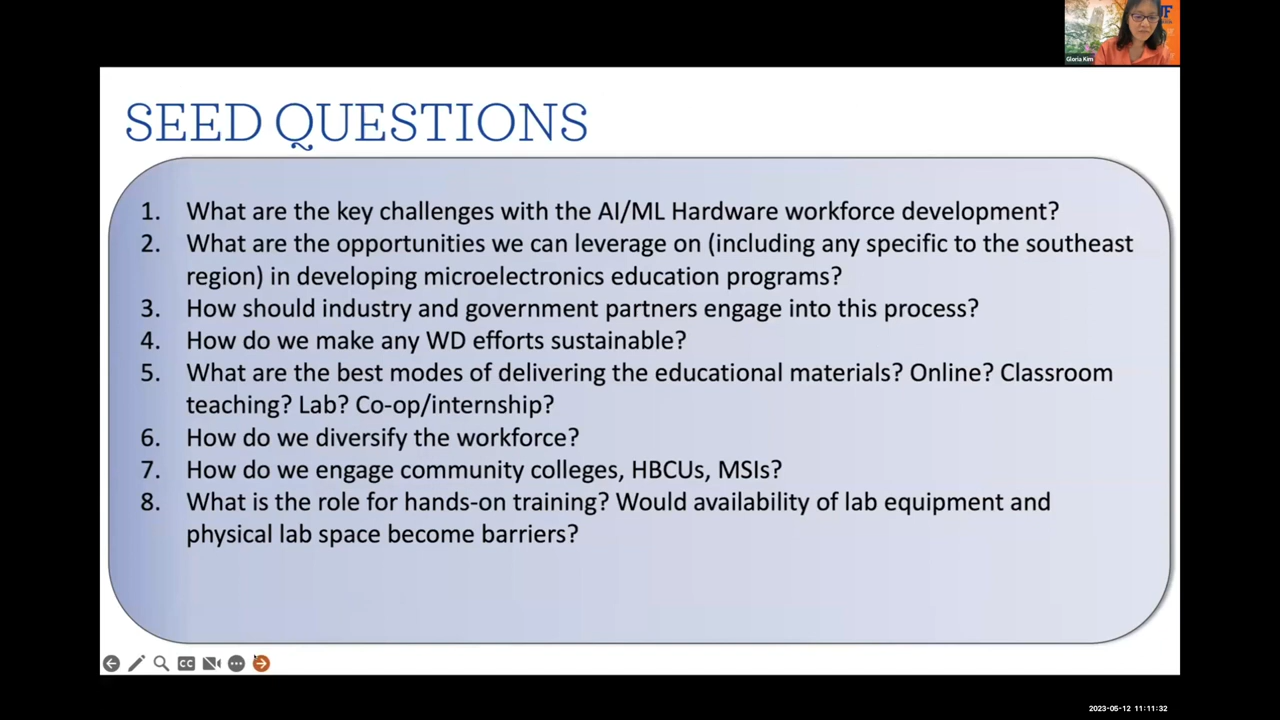 Gloria Kim
SEED QUESTIONS
1. What are the key challenges with the AI/ML Hardware workforce development?
2. What are the opportunities we can leverage on (including any specific to the southeast
region) in developing microelectronics education programs?
3. How should industry and government partners engage into this process?
4. How do we make any WD efforts sustainable?
5. What are the best modes of delivering the educational materials? Online? Classroom
teaching? Lab? Co-op/internship?
6. How do we diversify the workforce?
7. How do we engage community colleges, HBCUs, MSIs?
8. What is the role for hands-on training? Would availability of lab equipment and
physical lab space become barriers?
CC
2023-05-12 11:11:32